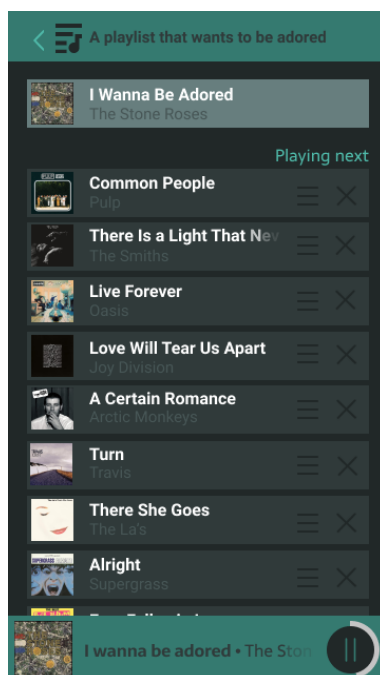 A playlist that wants to be adored
I Wanna Be Adored
The Stone Roses
Playing next
Common People
Pulp
There Is a Light That Nev
The Smiths
Live Forever
Oasis
Love Will Tear Us Apart
Joy Division
A Certain Romance
Arctic Monkeys
Turn
Travis
There She Goes
The La's
Alright
Supergrass
I wanna be adored • The Ston